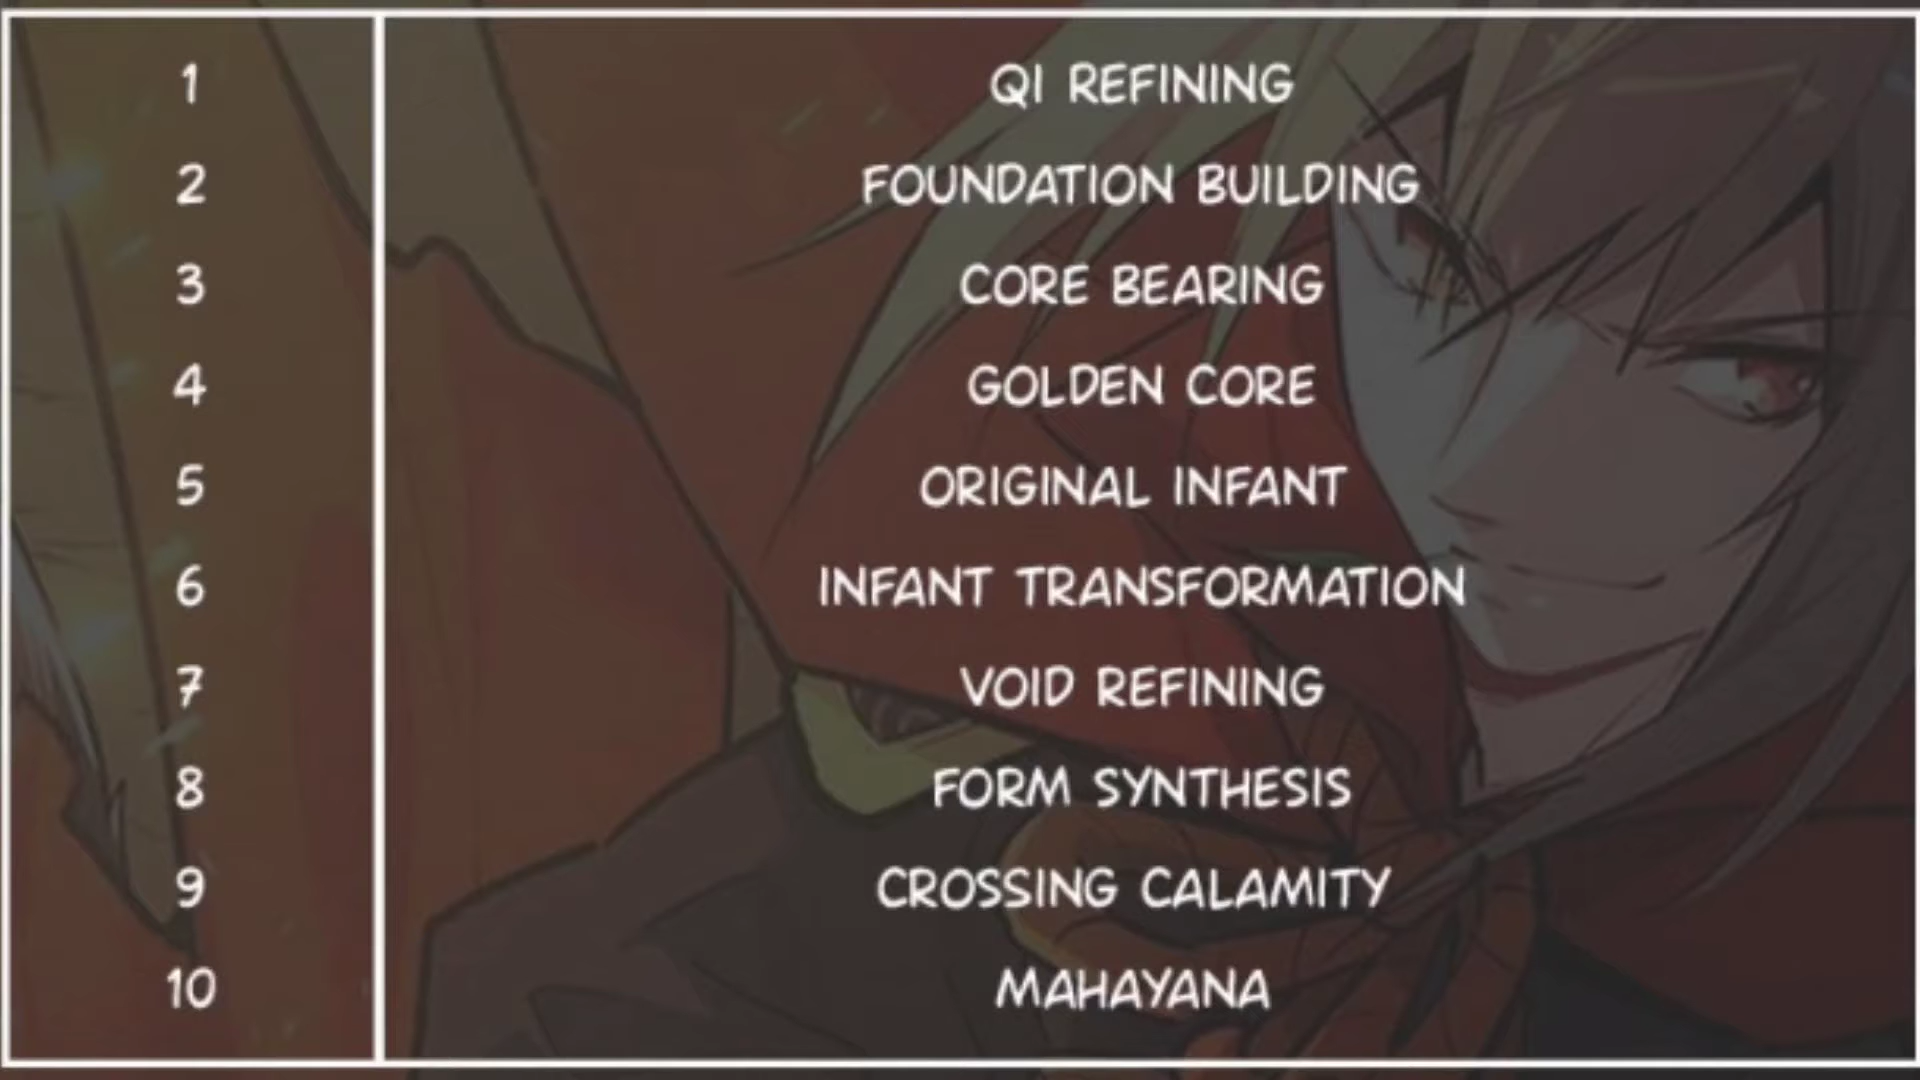 1 QI REFINING
2 FOUNDATION BUILDING
3 CORE BEARING
4 GOLDEN CORE
5 ORIGINAL INFANT
6 INFANT TRANSFORMATION
7 VOID REFINING
8 FORM SYNTHESIS
9 CROSSING CALAMITY
10 MAHAYANA